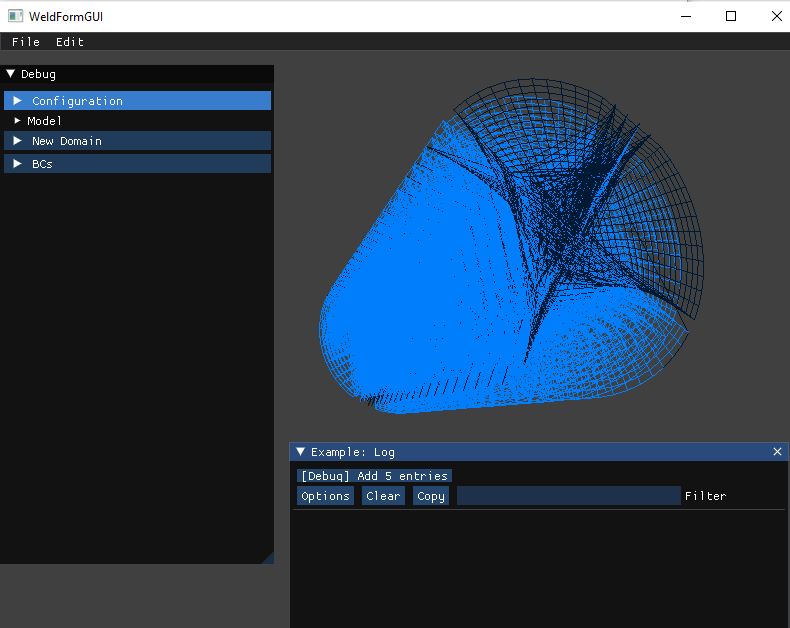 WeldFormGUI
File Edit
Debug
Configuration
Model
New Domain
BCs
Example: Log
[Debug] Add 5 entries
Options Clear Copy Filter